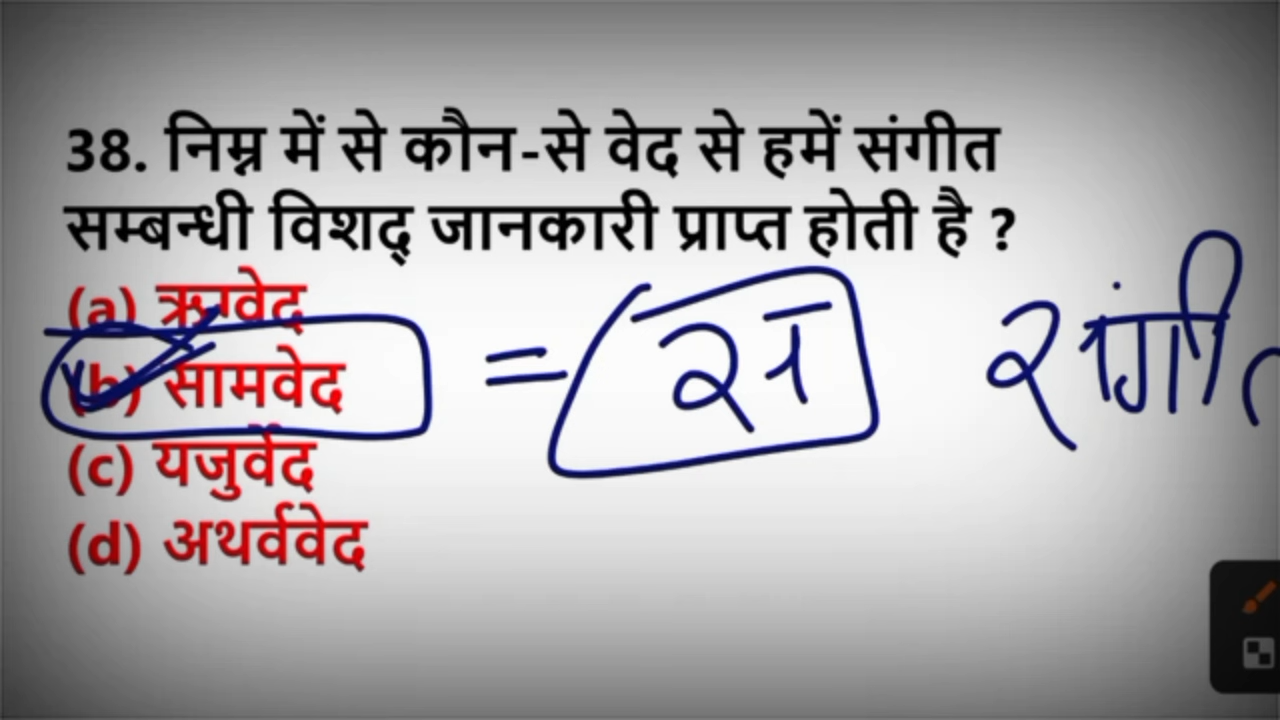 38. निम्न में से कौन-से वेद से हमें संगीत
सम्बन्धी विशद् जानकारी प्राप्त होती है ?
(a) ऋग्वेद
(b) सामवेद = स संगीत
(c) यजुर्वेद
(d) अथर्ववेद